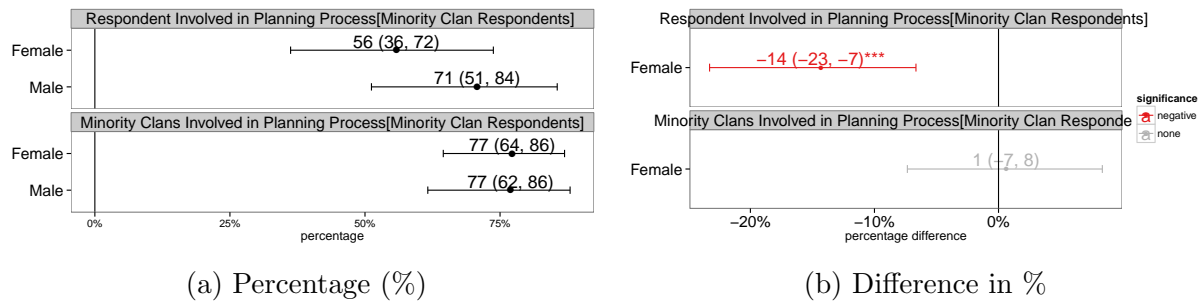 Respondent Involved in Planning Process[Minority Clan Respondents]
Female
56 (36, 72)
Male
71 (51, 84)
Minority Clans Involved in Planning Process[Minority Clan Respondents]
Female
77 (64, 86)
Male
77 (62, 86)
0% 25% 50% 75%
percentage
(a) Percentage (%)
Respondent Involved in Planning Process[Minority Clan Respondents]
Female
−14 (−23, −7)***
Minority Clans Involved in Planning Process[Minority Clan Responde
Female
1 (−7, 8)
−20% −10% 0%
percentage difference
significance
a negative
a none
(b) Difference in %